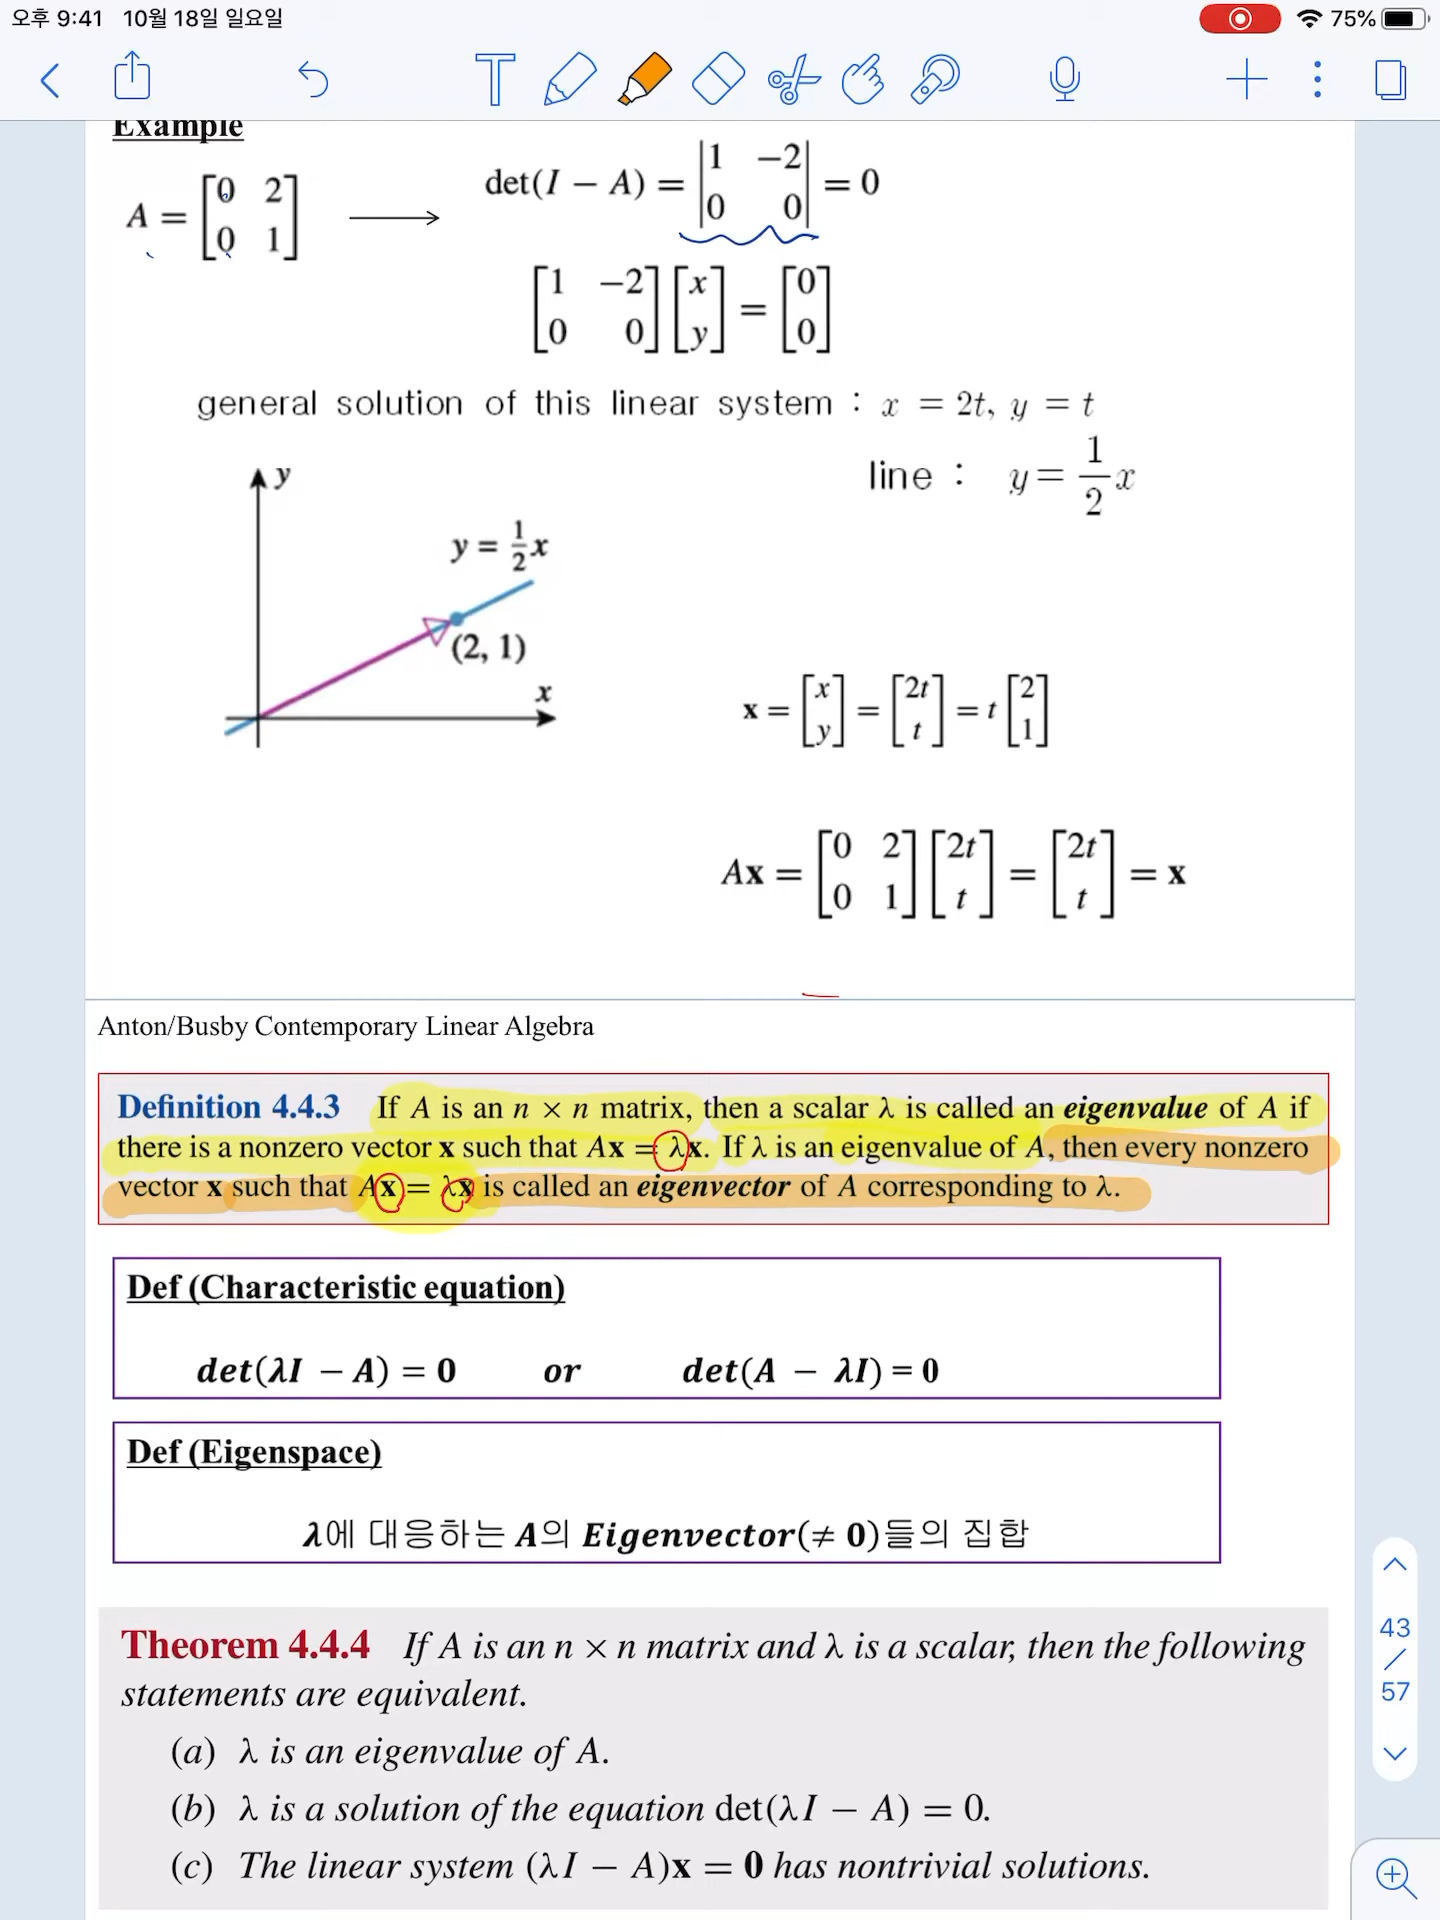 오후 9:41 10월 18일 일요일 75%
T
Example
A = [0 2; 0 1] ⟶ det(I − A) = |1 −2; 0 0| = 0
[1 −2; 0 0] [x; y] = [0; 0]
general solution of this linear system : x = 2t, y = t
line : y = 1/2 x
y
y = 1/2 x
(2, 1)
x
x = [x; y] = [2t; t] = t [2; 1]
Ax = [0 2; 0 1] [2t; t] = [2t; t] = x
Anton/Busby Contemporary Linear Algebra
Definition 4.4.3 If A is an n × n matrix, then a scalar λ is called an eigenvalue of A if
there is a nonzero vector x such that Ax = λx. If λ is an eigenvalue of A, then every nonzero
vector x such that Ax = λx is called an eigenvector of A corresponding to λ.
Def (Characteristic equation)
det(λI − A) = 0 or det(A − λI) = 0
Def (Eigenspace)
λ에 대응하는 A의 Eigenvector(≠ 0)들의 집합
Theorem 4.4.4 If A is an n × n matrix and λ is a scalar, then the following
statements are equivalent.
(a) λ is an eigenvalue of A.
(b) λ is a solution of the equation det(λI − A) = 0.
(c) The linear system (λI − A)x = 0 has nontrivial solutions.
43
/
57